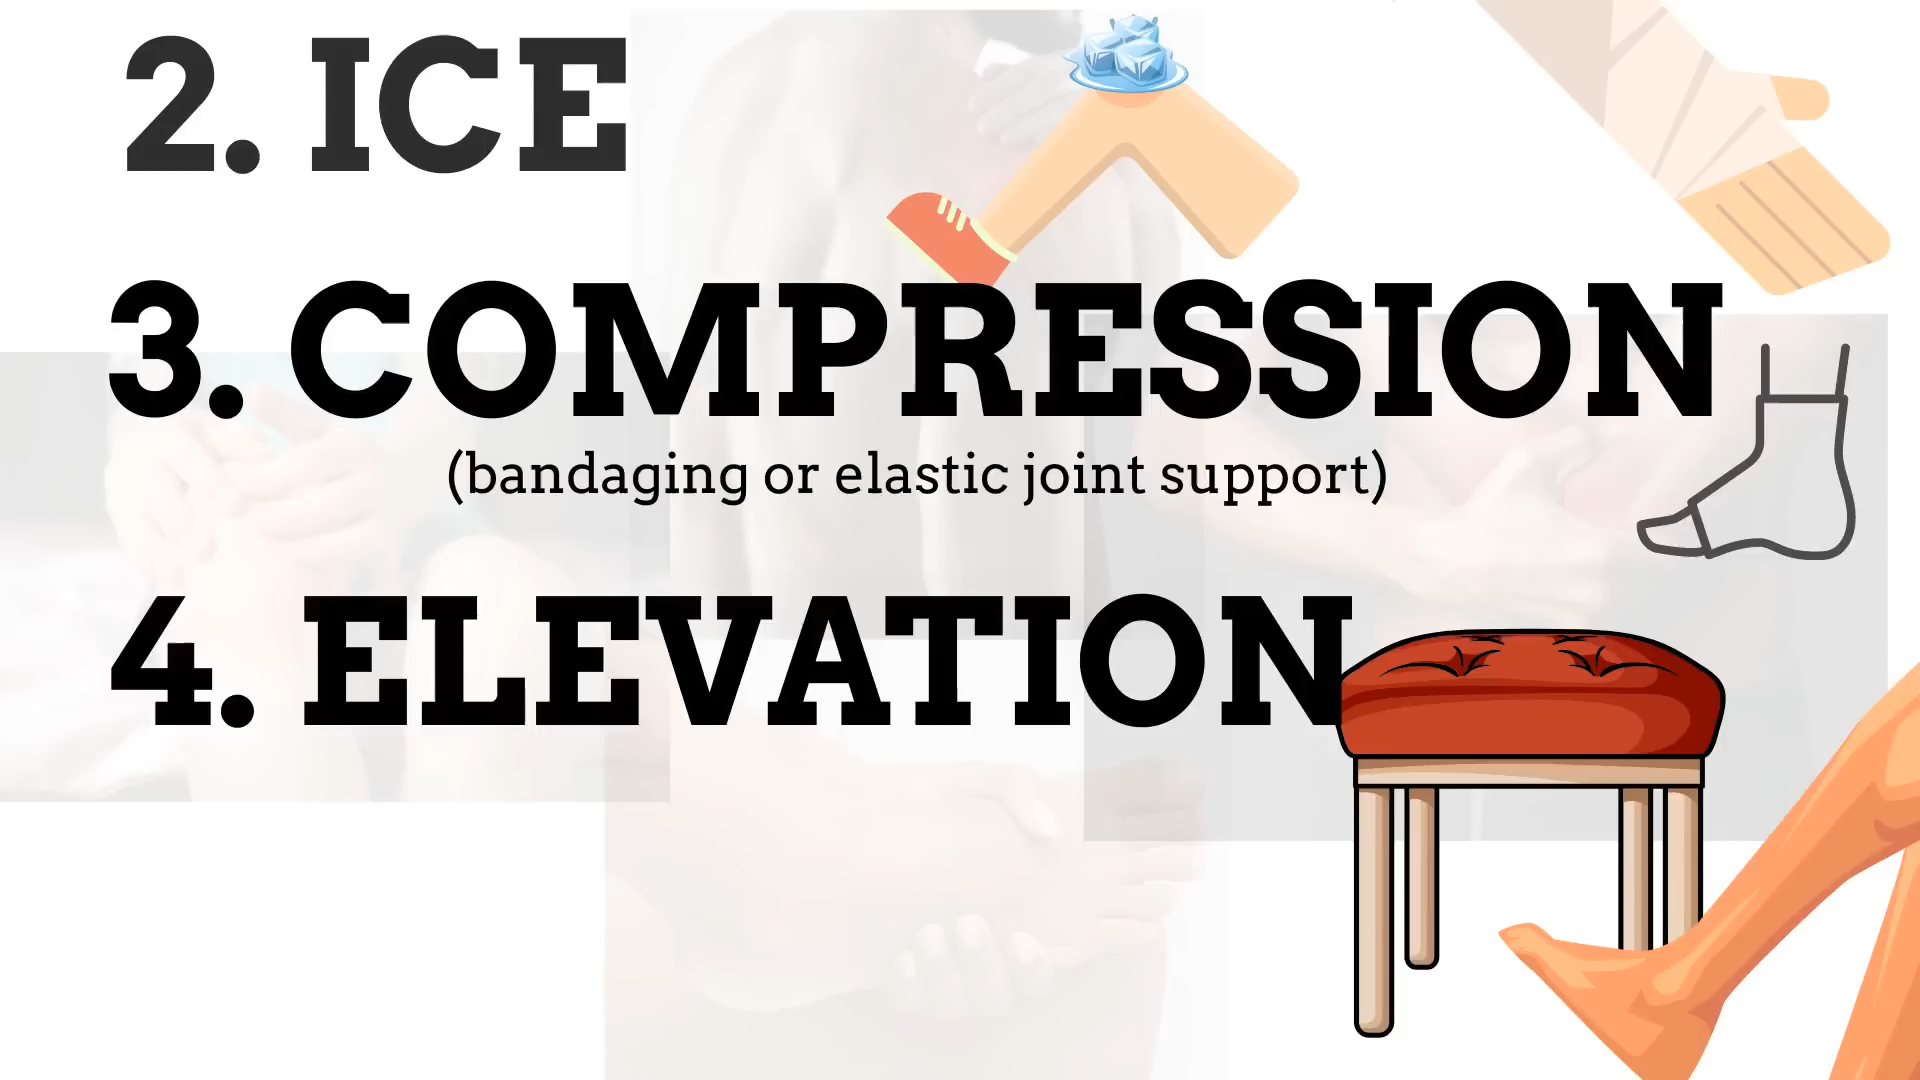 2. ICE
3. COMPRESSION
(bandaging or elastic joint support)
4. ELEVATION